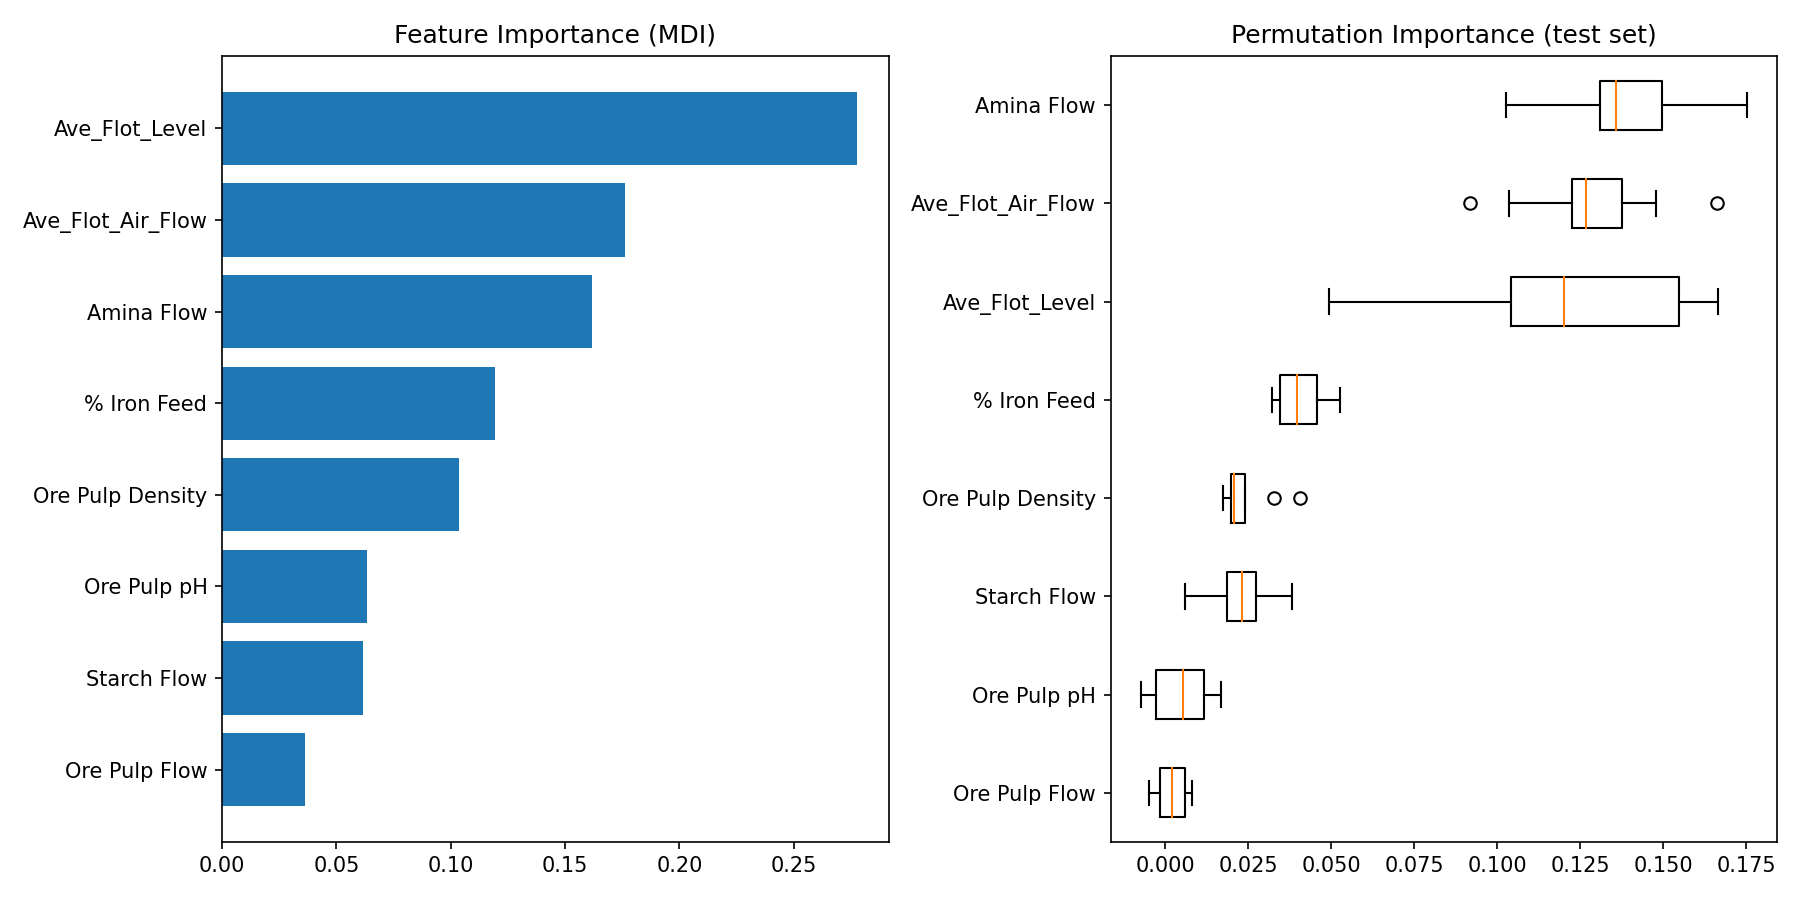 Feature Importance (MDI)
Ave_Flot_Level
Ave_Flot_Air_Flow
Amina Flow
% Iron Feed
Ore Pulp Density
Ore Pulp pH
Starch Flow
Ore Pulp Flow
0.00 0.05 0.10 0.15 0.20 0.25
Permutation Importance (test set)
Amina Flow
Ave_Flot_Air_Flow
Ave_Flot_Level
% Iron Feed
Ore Pulp Density
Starch Flow
Ore Pulp pH
Ore Pulp Flow
0.000 0.025 0.050 0.075 0.100 0.125 0.150 0.175